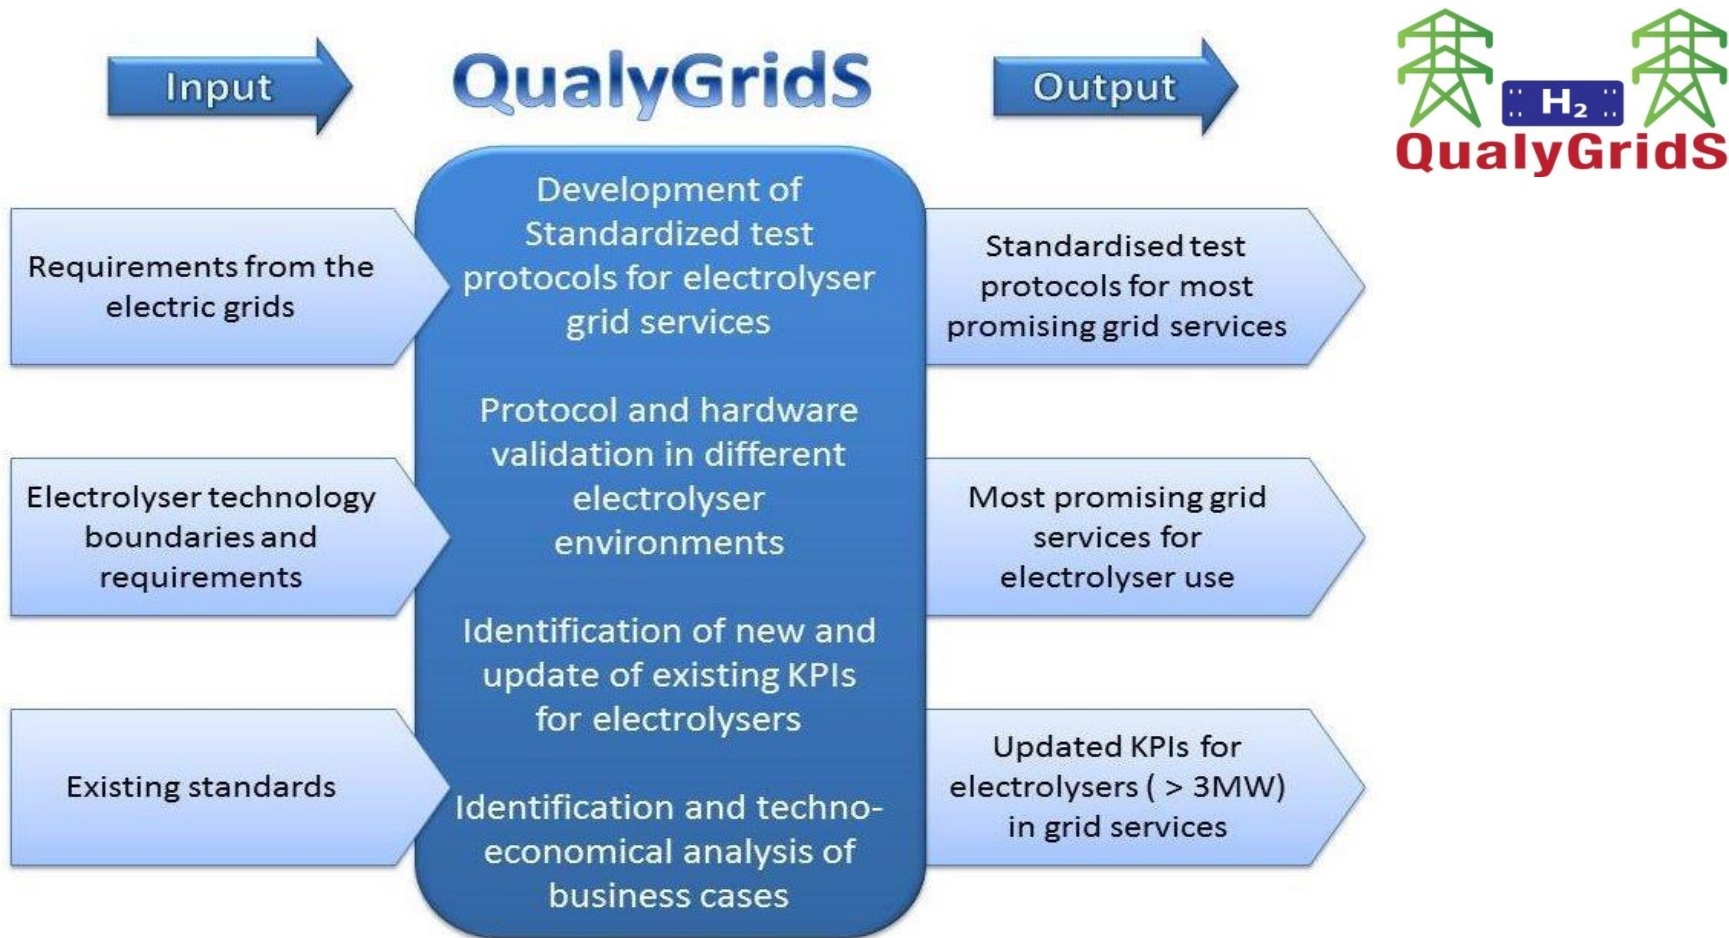 Input
QualyGridS
Output
H₂
QualyGridS
Requirements from the
electric grids
Electrolyser technology
boundaries and
requirements
Existing standards
Development of
Standardized test
protocols for electrolyser
grid services
Protocol and hardware
validation in different
electrolyser
environments
Identification of new and
update of existing KPIs
for electrolysers
Identification and techno-
economical analysis of
business cases
Standardised test
protocols for most
promising grid services
Most promising grid
services for
electrolyser use
Updated KPIs for
electrolysers ( > 3MW)
in grid services